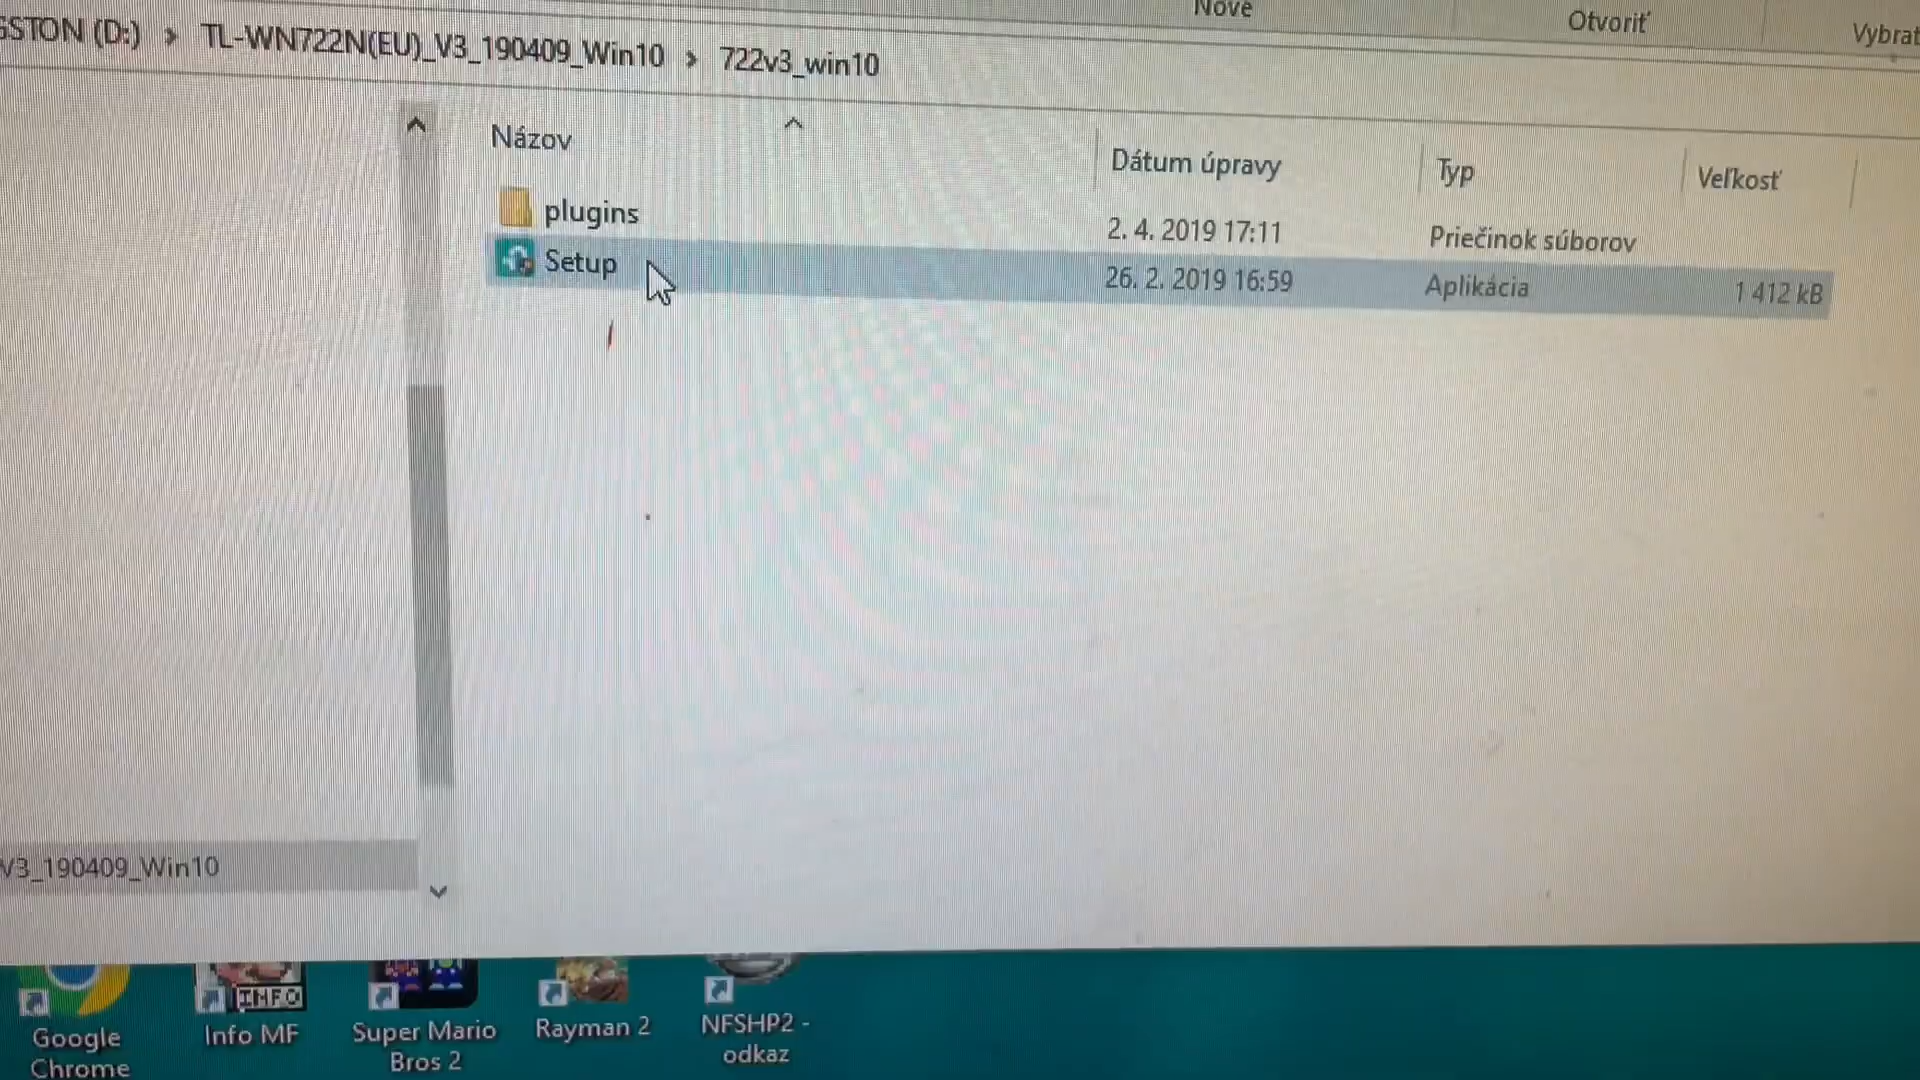 Nové
Otvoriť
Vybrat
GSTON (D:) > TL-WN722N(EU)_V3_190409_Win10 > 722v3_win10
Názov
Dátum úpravy
Typ
Veľkosť
plugins
2. 4. 2019 17:11
Priečinok súborov
Setup
26. 2. 2019 16:59
Aplikácia
1 412 kB
V3_190409_Win10
Google
Chrome
INFO
Info MF
Super Mario
Bros 2
Rayman 2
NFSHP2 -
odkaz